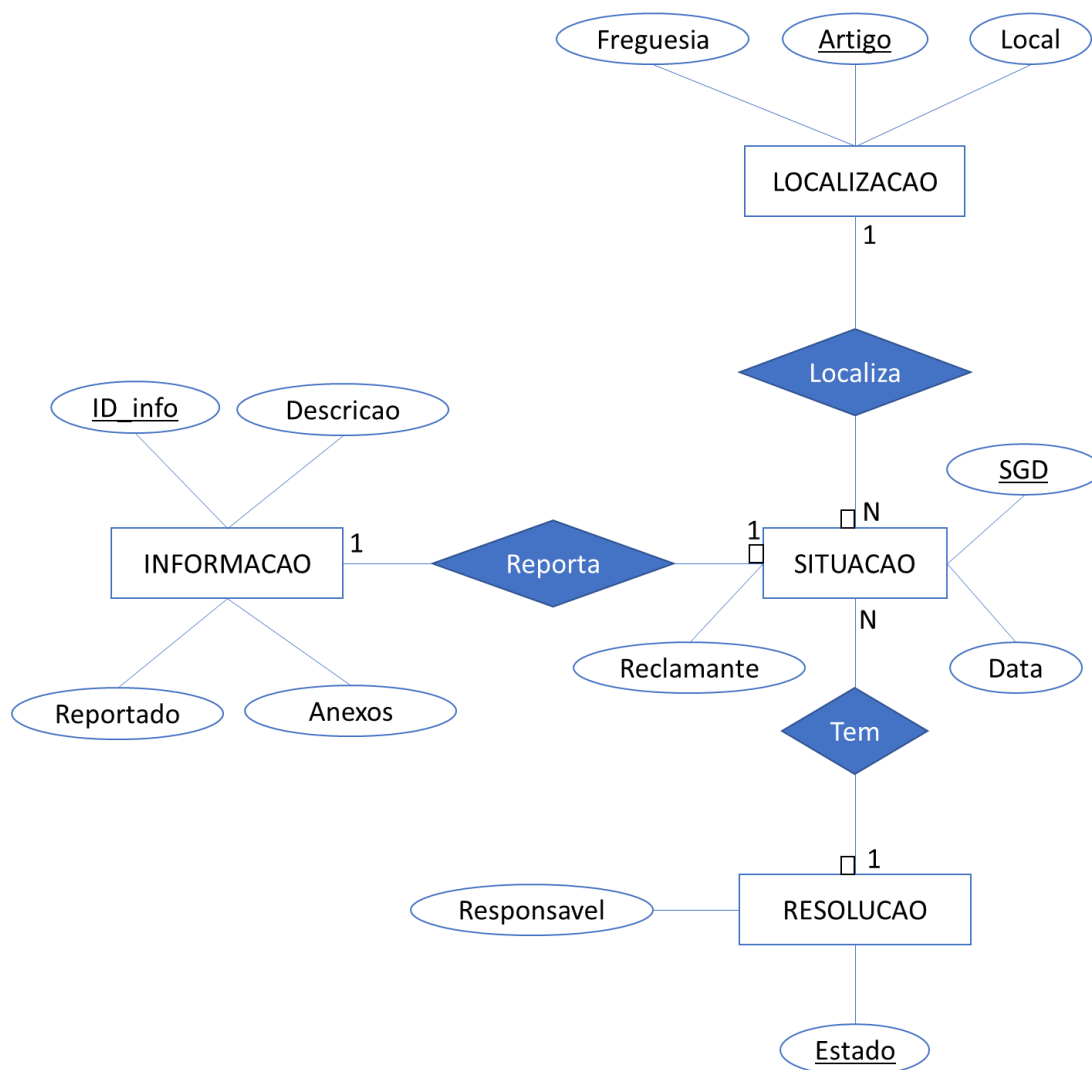 Freguesia
Artigo
Local
LOCALIZACAO
1
Localiza
ID_info
Descricao
SGD
N
1
1
INFORMACAO
Reporta
SITUACAO
N
Reclamante
Data
Reportado
Anexos
Tem
1
Responsavel
RESOLUCAO
Estado